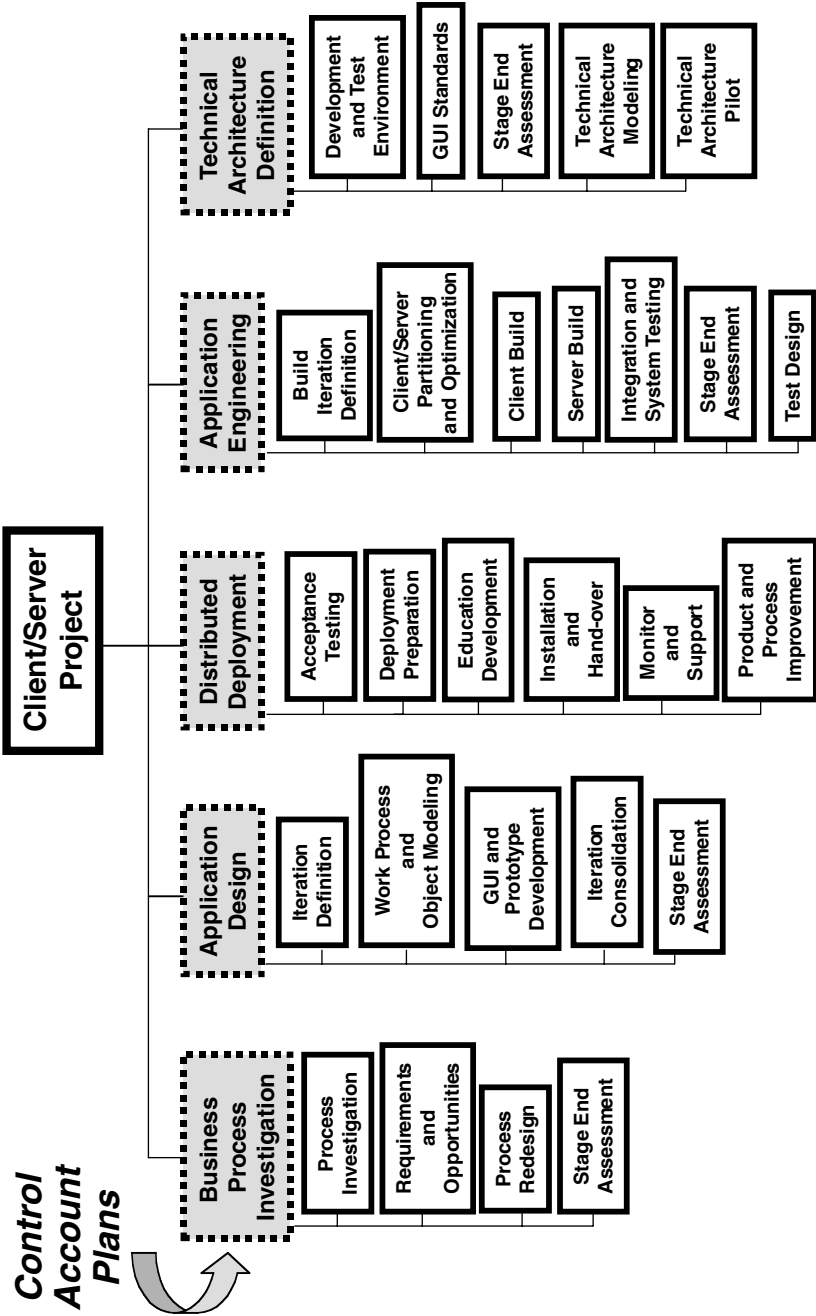 Control
Account
Plans
Client/Server
Project
Business
Process
Investigation
Process
Investigation
Requirements
and
Opportunities
Process
Redesign
Stage End
Assessment
Application
Design
Iteration
Definition
Work Process
and
Object Modeling
GUI and
Prototype
Development
Iteration
Consolidation
Stage End
Assessment
Distributed
Deployment
Acceptance
Testing
Deployment
Preparation
Education
Development
Installation
and
Hand-over
Monitor
and
Support
Product and
Process
Improvement
Application
Engineering
Build
Iteration
Definition
Client/Server
Partitioning
and Optimization
Client Build
Server Build
Integration and
System Testing
Stage End
Assessment
Test Design
Technical
Architecture
Definition
Development
and Test
Environment
GUI Standards
Stage End
Assessment
Technical
Architecture
Modeling
Technical
Architecture
Pilot